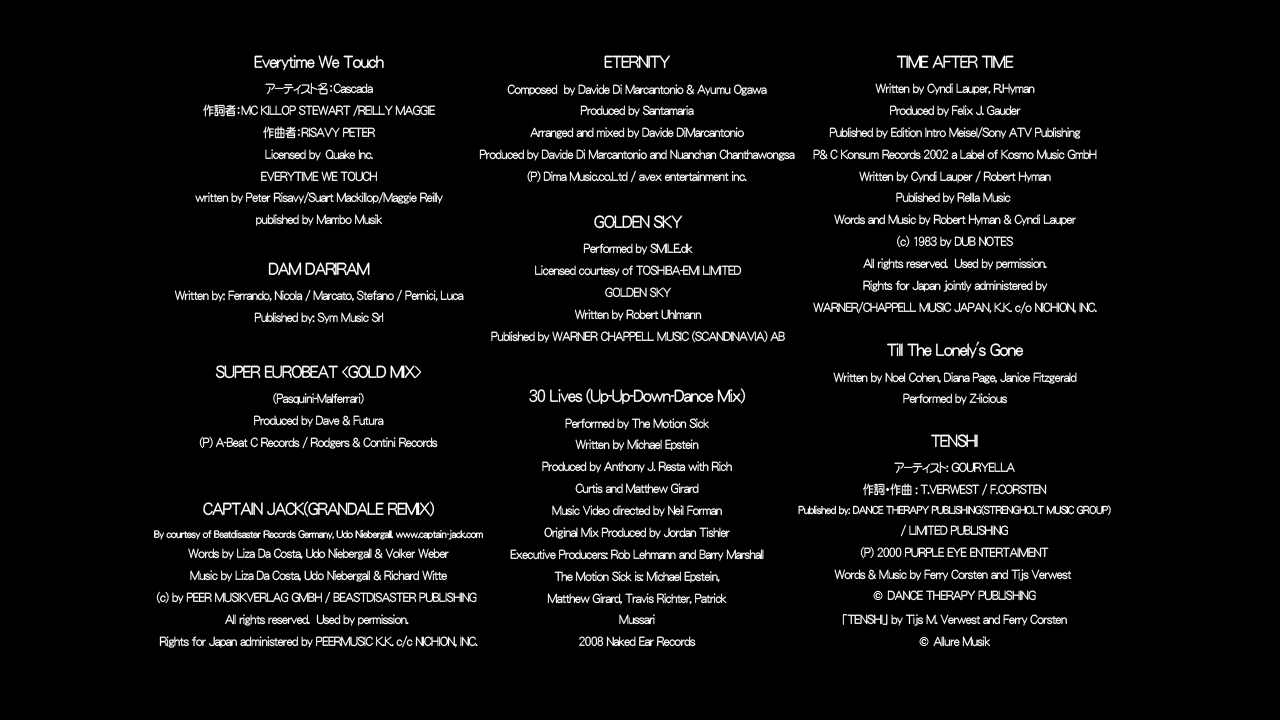 Everytime We Touch
アーティスト名:Cascada
作詞者:MC KILLOP STEWART /REILLY MAGGIE
作曲者:RISAVY PETER
Licensed by Quake Inc.
EVERYTIME WE TOUCH
written by Peter Risavy/Suart Mackillop/Maggie Reilly
published by Mambo Musik
DAM DARIRAM
Written by: Ferrando, Nicola / Marcato, Stefano / Pernici, Luca
Published by: Sym Music Srl
SUPER EUROBEAT <GOLD MIX>
(Pasquini-Malferrari)
Produced by Dave & Futura
(P) A-Beat C Records / Rodgers & Contini Records
CAPTAIN JACK(GRANDALE REMIX)
By courtesy of Beatdisaster Records Germany, Udo Niebergall. www.captain-jack.com
Words by Liza Da Costa, Udo Niebergall & Volker Weber
Music by Liza Da Costa, Udo Niebergall & Richard Witte
(c) by PEER MUSIKVERLAG GMBH / BEASTDISASTER PUBLISHING
All rights reserved. Used by permission.
Rights for Japan administered by PEERMUSIC K.K. c/c NICHION, INC.
ETERNITY
Composed by Davide Di Marcantonio & Ayumu Ogawa
Produced by Santamaria
Arranged and mixed by Davide DiMarcantonio
Produced by Davide Di Marcantonio and Nuanchan Chanthawongsa
(P) Dima Music.co.Ltd / avex entertainment inc.
GOLDEN SKY
Performed by SMILE.dk
Licensed courtesy of TOSHIBA-EMI LIMITED
GOLDEN SKY
Written by Robert Uhlmann
Published by WARNER CHAPPELL MUSIC (SCANDINAVIA) AB
30 Lives (Up-Up-Down-Dance Mix)
Performed by The Motion Sick
Written by Michael Epstein
Produced by Anthony J. Resta with Rich
Curtis and Matthew Girard
Music Video directed by Neil Forman
Original Mix Produced by Jordan Tishler
Executive Producers: Rob Lehmann and Barry Marshall
The Motion Sick is: Michael Epstein,
Matthew Girard, Travis Richter, Patrick
Mussari
2008 Naked Ear Records
TIME AFTER TIME
Written by Cyndi Lauper, R.Hyman
Produced by Felix J. Gauder
Published by Edition Intro Meisel/Sony ATV Publishing
P& C Konsum Records 2002 a Label of Kosmo Music GmbH
Written by Cyndi Lauper / Robert Hyman
Published by Rella Music
Words and Music by Robert Hyman & Cyndi Lauper
(c) 1983 by DUB NOTES
All rights reserved. Used by permission.
Rights for Japan jointly administered by
WARNER/CHAPPELL MUSIC JAPAN, K.K. c/o NICHION, INC.
Till The Lonely's Gone
Written by Noel Cohen, Diana Page, Janice Fitzgerald
Performed by Z-licious
TENSHI
アーティスト: GOURYELLA
作詞・作曲 : T.VERWEST / F.CORSTEN
Published by: DANCE THERAPY PUBLISHING(STRENGHOLT MUSIC GROUP)
/ LIMITED PUBLISHING
(P) 2000 PURPLE EYE ENTERTAIMENT
Words & Music by Ferry Corsten and Tijs Verwest
© DANCE THERAPY PUBLISHING
「TENSHI」 by Tijs M. Verwest and Ferry Corsten
© Allure Musik